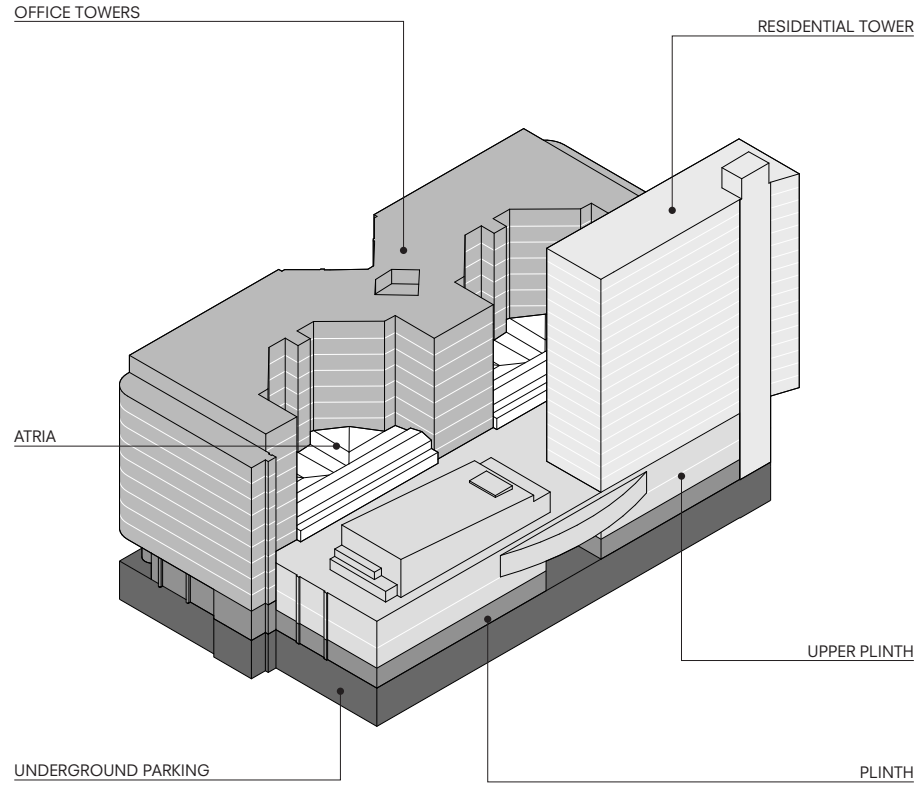 OFFICE TOWERS
RESIDENTIAL TOWER
ATRIA
UPPER PLINTH
UNDERGROUND PARKING
PLINTH